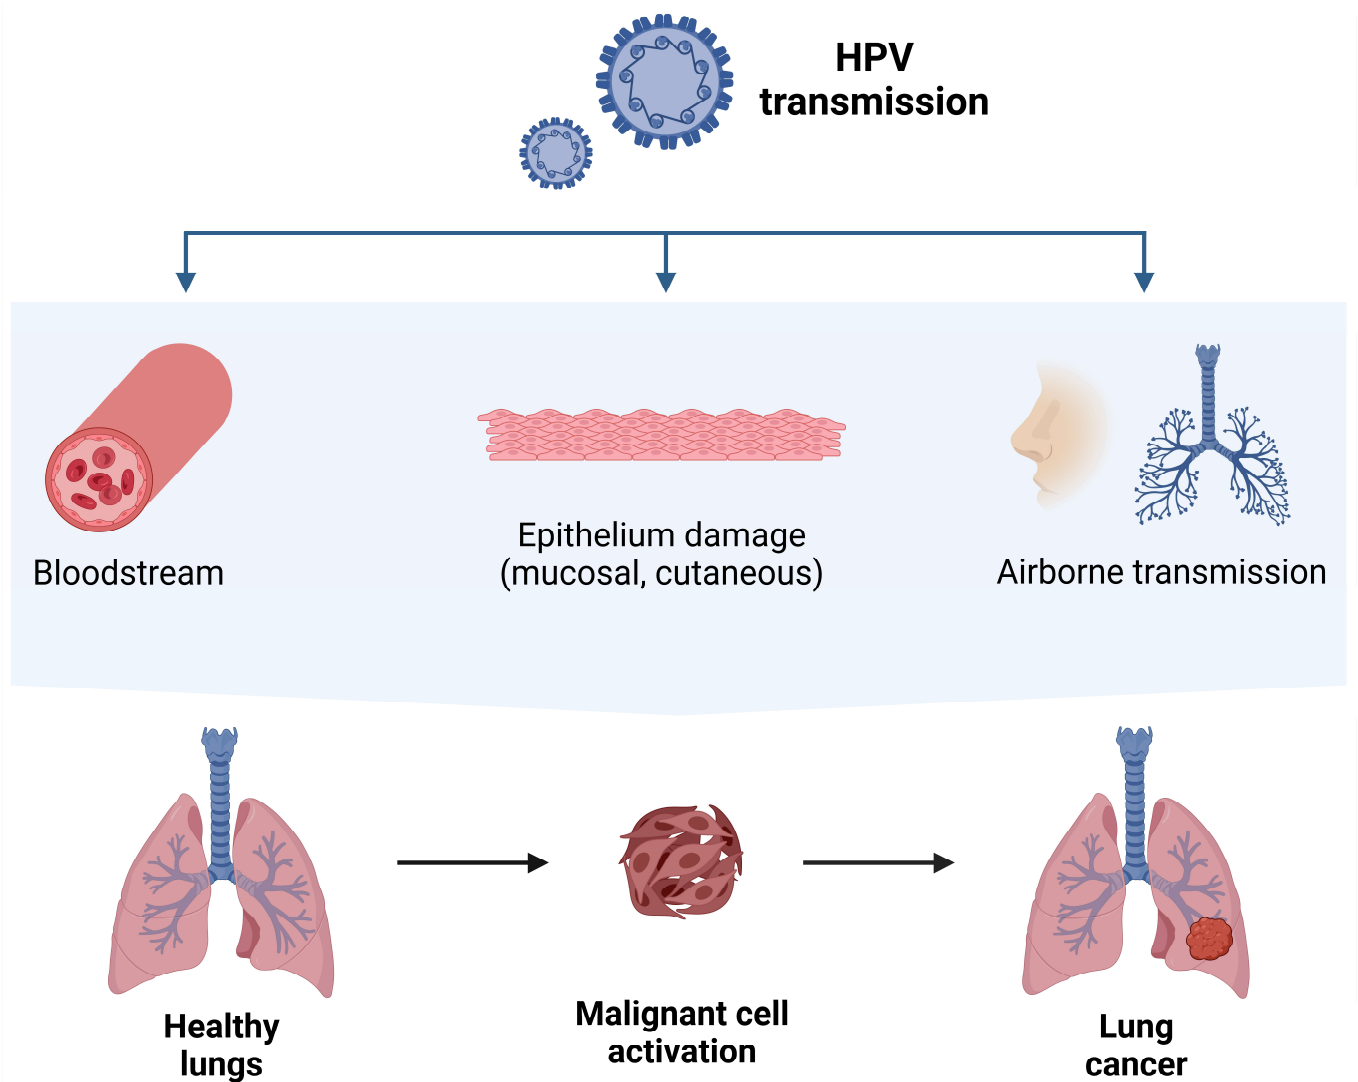 HPV
transmission
Bloodstream
Epithelium damage
(mucosal, cutaneous)
Airborne transmission
Healthy
lungs
Malignant cell
activation
Lung
cancer